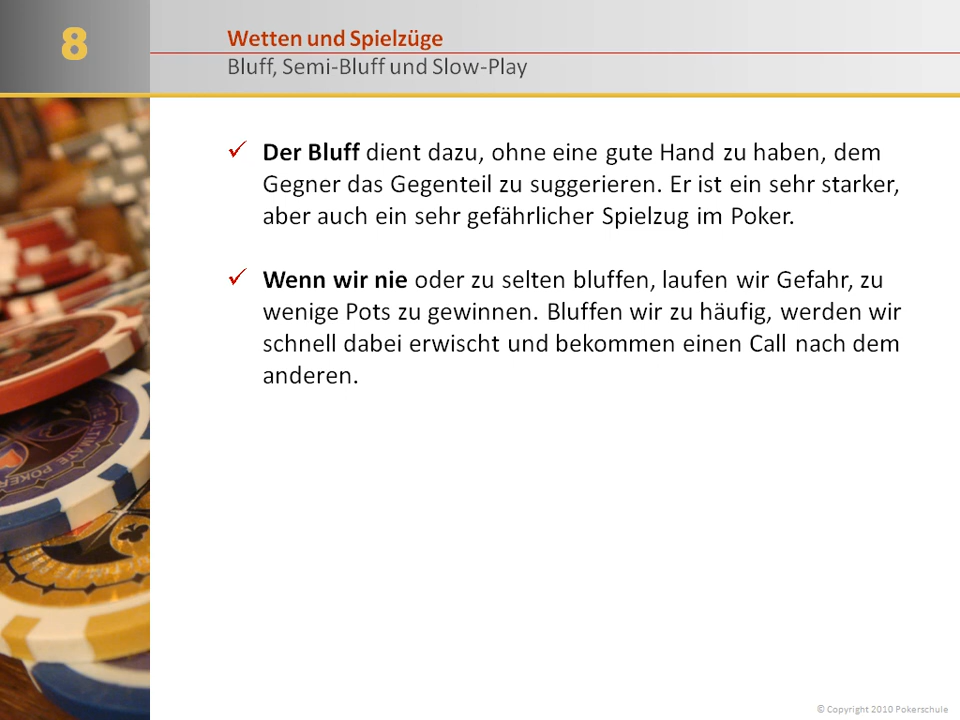 8
Wetten und Spielzüge
Bluff, Semi-Bluff und Slow-Play
Der Bluff dient dazu, ohne eine gute Hand zu haben, dem
Gegner das Gegenteil zu suggerieren. Er ist ein sehr starker,
aber auch ein sehr gefährlicher Spielzug im Poker.
Wenn wir nie oder zu selten bluffen, laufen wir Gefahr, zu
wenige Pots zu gewinnen. Bluffen wir zu häufig, werden wir
schnell dabei erwischt und bekommen einen Call nach dem
anderen.
ULTIMATE POKER
© Copyright 2010 Pokerschule